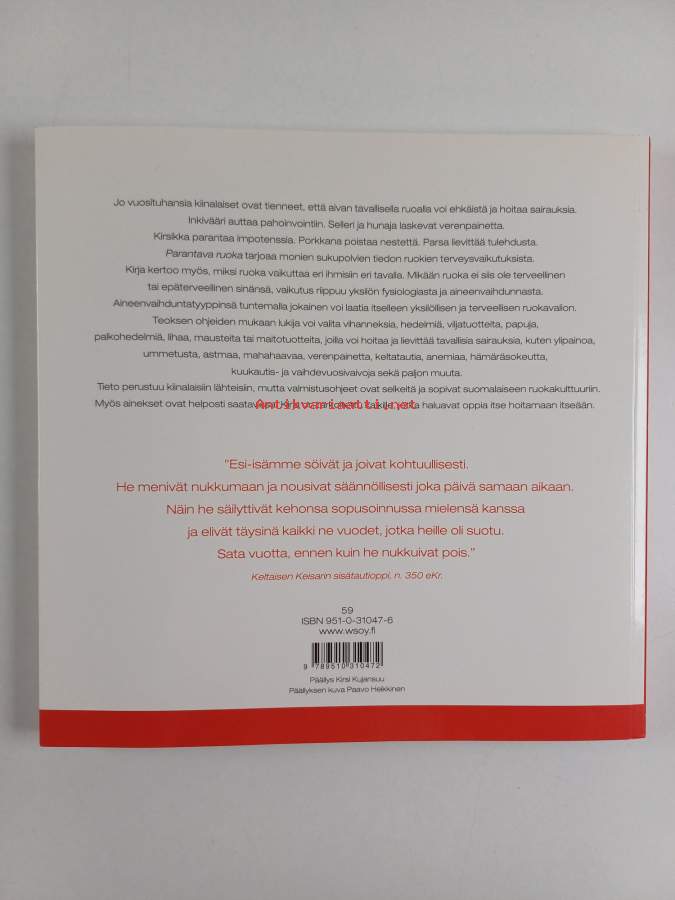 Jo vuosituhansia kiinalaiset ovat tienneet, että aivan tavallisella ruoalla voi ehkäistä ja hoitaa sairauksia.
Inkivääri auttaa pahoinvointiin. Selleri ja hunaja laskevat verenpainetta.
Kirsikka parantaa impotenssia. Porkkana poistaa nestettä. Parsa lievittää tulehdusta.
Parantava ruoka tarjoaa monien sukupolvien tiedon ruokien terveysvaikutuksista.
Kirja kertoo myös, miksi ruoka vaikuttaa eri ihmisiin eri tavalla. Mikään ruoka ei siis ole terveellinen
tai epäterveellinen sinänsä, vaikutus riippuu yksilön fysiologiasta ja aineenvaihdunnasta.
Aineenvaihduntatyyppinsä tuntemalla jokainen voi laatia itselleen yksilöllisen ja terveellisen ruokavalion.
Teoksen ohjeiden mukaan lukija voi valita vihanneksia, hedelmiä, viljatuotteita, papuja,
palkohedelmiä, lihaa, mausteita tai maitotuotteita, joilla voi hoitaa ja lievittää tavallisia sairauksia, kuten ylipainoa,
ummetusta, astmaa, mahahaavaa, verenpainetta, keltatautia, anemiaa, hämäräsokeutta,
kuukautis- ja vaihdevuosivaivoja sekä paljon muuta.
Tieto perustuu kiinalaisiin lähteisiin, mutta valmistusohjeet ovat selkeitä ja sopivat suomalaiseen ruokakulttuuriin.
Myös ainekset ovat helposti haluavat oppia itse hoitamaan itseään.
Antikvariaatti.net
"Esi-isämme söivät ja joivat kohtuullisesti.
He menivät nukkumaan ja nousivat säännöllisesti joka päivä samaan aikaan.
Näin he säilyttivät kehonsa sopusoinnussa mielensä kanssa
ja elivät täysinä kaikki ne vuodet, jotka heille oli suotu.
Sata vuotta, ennen kuin he nukkuivat pois."
Keltaisen Keisarin sisätautioppi, n. 350 eKr.
59
ISBN 951-0-31047-6
www.wsoy.fi
9 789510 310472
Päällys Kirsi Kujansuu
Päällyksen kuva Paavo Heikkinen